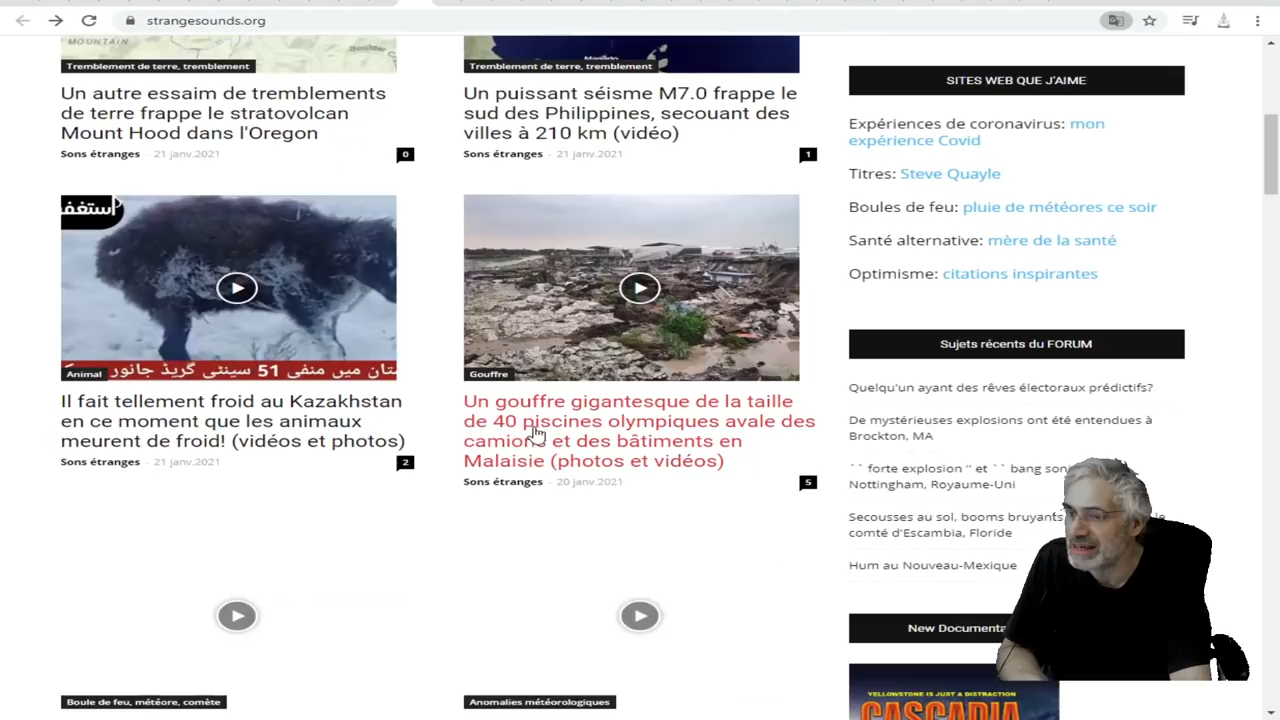 strangesounds.org
MOUNTAIN
Tremblement de terre, tremblement
Un autre essaim de tremblements
de terre frappe le stratovolcan
Mount Hood dans l'Oregon
Sons étranges - 21 janv.2021
0
Manado
Tremblement de terre, tremblement
Un puissant séisme M7.0 frappe le
sud des Philippines, secouant des
villes à 210 km (vidéo)
Sons étranges - 21 janv.2021
1
Animal
Il fait tellement froid au Kazakhstan
en ce moment que les animaux
meurent de froid! (vidéos et photos)
Sons étranges - 21 janv.2021
2
Gouffre
Un gouffre gigantesque de la taille
de 40 piscines olympiques avale des
camions et des bâtiments en
Malaisie (photos et vidéos)
Sons étranges - 20 janv.2021
5
Boule de feu, météore, comète
Anomalies météorologiques
SITES WEB QUE J'AIME
Expériences de coronavirus: mon
expérience Covid
Titres: Steve Quayle
Boules de feu: pluie de météores ce soir
Santé alternative: mère de la santé
Optimisme: citations inspirantes
Sujets récents du FORUM
Quelqu'un ayant des rêves électoraux prédictifs?
De mystérieuses explosions ont été entendues à
Brockton, MA
`` forte explosion '' et `` bang
Nottingham, Royaume-Uni
Secousses au sol, booms bruyants
comté d'Escambia, Floride
Hum au Nouveau-Mexique
New
YELLOWSTONE IS JUST A DISTRACTION
CASCADIA